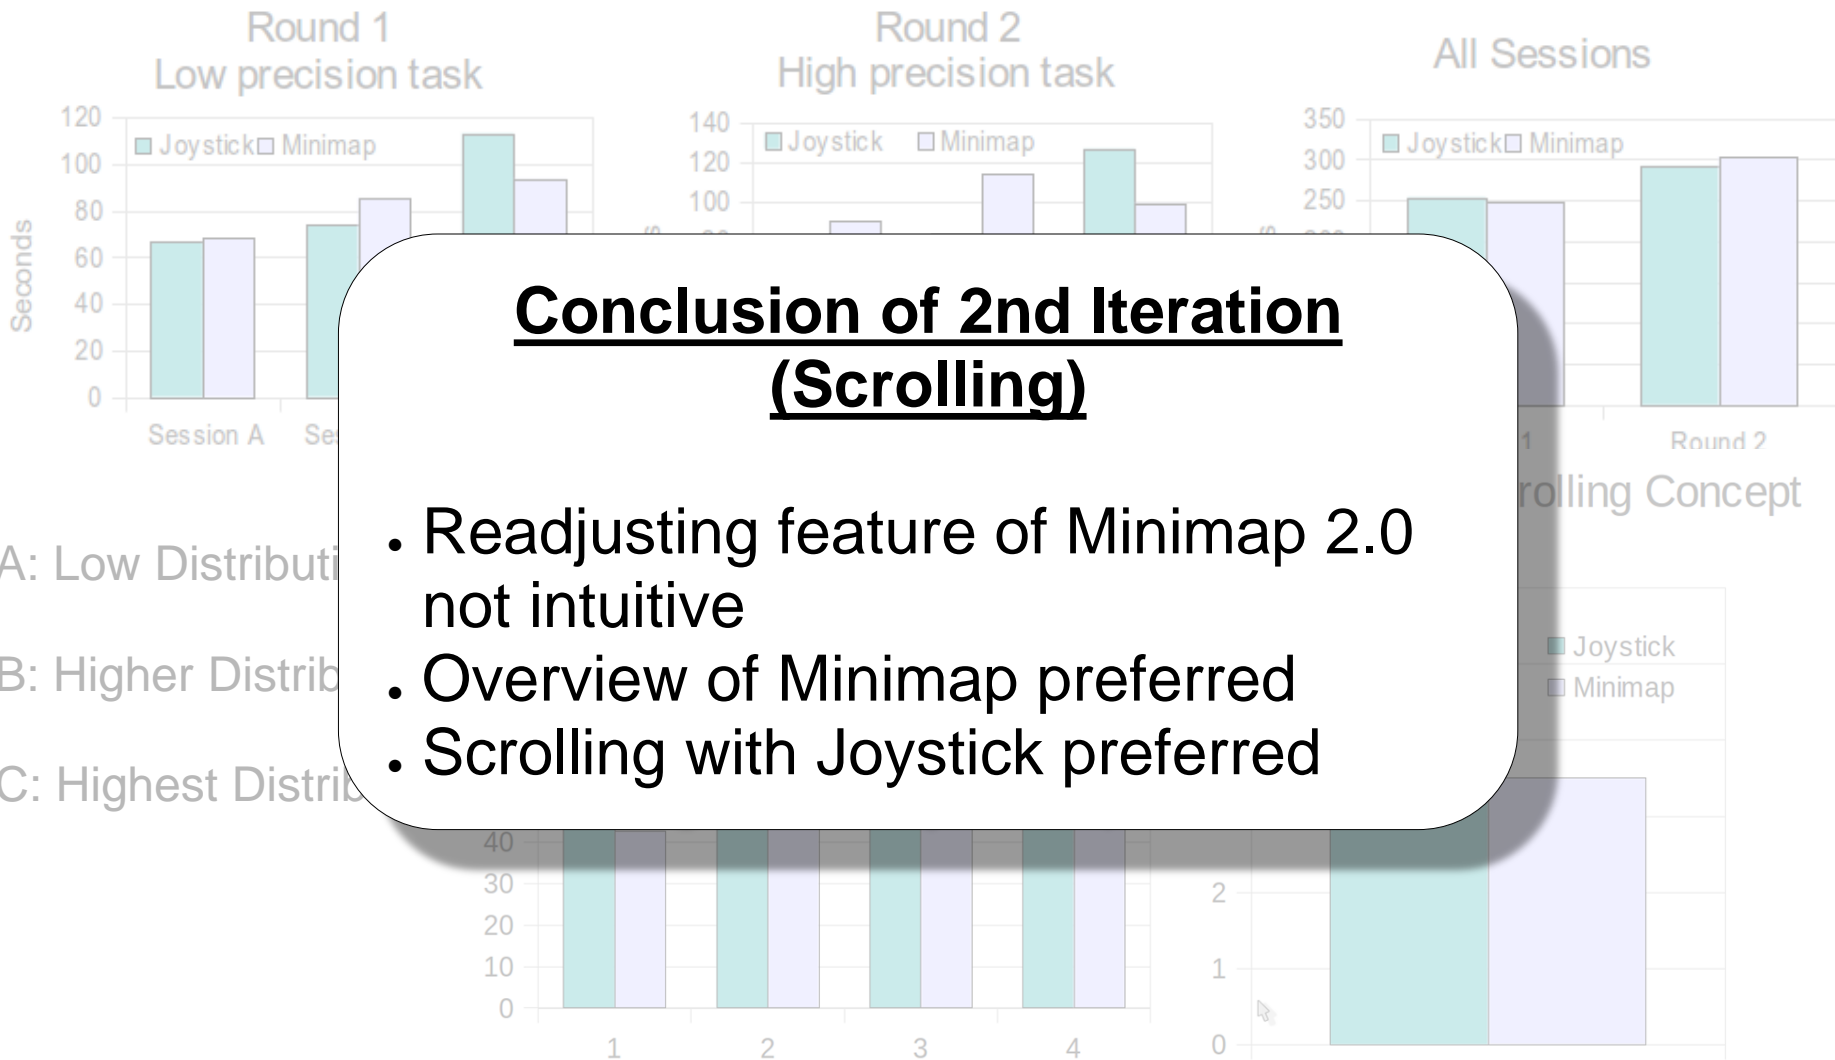 Round 1
Low precision task
120
100
80
60
40
20
0
Seconds
Joystick
Minimap
Session A
Round 2
High precision task
140
120
100
Joystick
Minimap
All Sessions
350
300
250
Joystick
Minimap
1
Round 2
Conclusion of 2nd Iteration
(Scrolling)
• Readjusting feature of Minimap 2.0
not intuitive
• Overview of Minimap preferred
• Scrolling with Joystick preferred
A: Low Distributi
B: Higher Distrib
C: Highest Distrib
rolling Concept
Joystick
Minimap
40
30
20
10
0
1
2
3
4
2
1
0